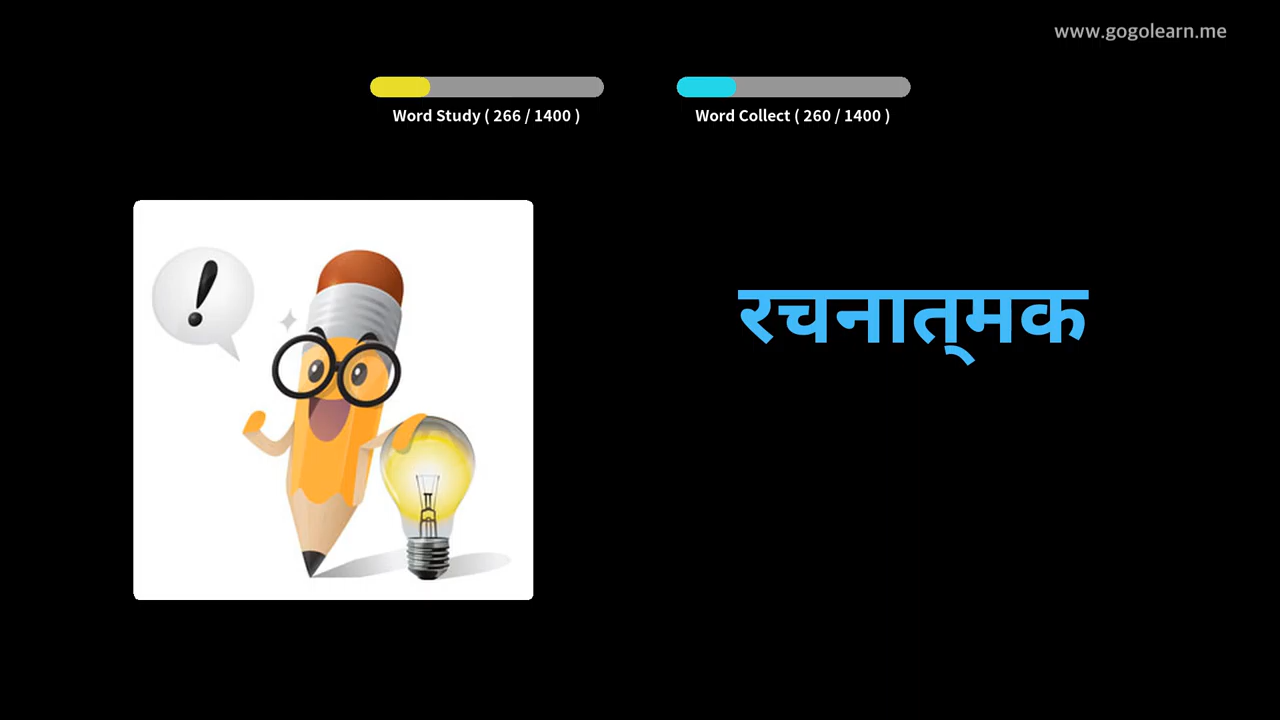 www.gogolearn.me
Word Study ( 266 / 1400 )
Word Collect ( 260 / 1400 )
!
रचनात्‌मक